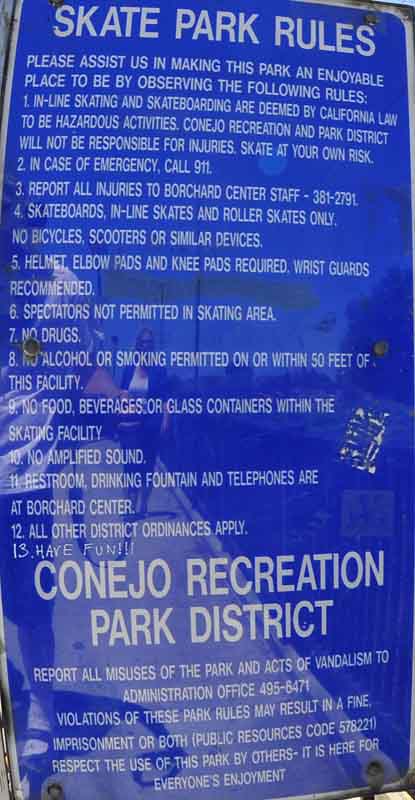 SKATE PARK RULES
PLEASE ASSIST US IN MAKING THIS PARK AN ENJOYABLE
PLACE TO BE BY OBSERVING THE FOLLOWING RULES:
1. IN-LINE SKATING AND SKATEBOARDING ARE DEEMED BY CALIFORNIA LAW
TO BE HAZARDOUS ACTIVITIES. CONEJO RECREATION AND PARK DISTRICT
WILL NOT BE RESPONSIBLE FOR INJURIES. SKATE AT YOUR OWN RISK.
2. IN CASE OF EMERGENCY, CALL 911.
3. REPORT ALL INJURIES TO BORCHARD CENTER STAFF - 381-2791.
4. SKATEBOARDS, IN-LINE SKATES AND ROLLER SKATES ONLY.
NO BICYCLES, SCOOTERS OR SIMILAR DEVICES.
5. HELMET, ELBOW PADS AND KNEE PADS REQUIRED. WRIST GUARDS
RECOMMENDED.
6. SPECTATORS NOT PERMITTED IN SKATING AREA.
7. NO DRUGS.
8. NO ALCOHOL OR SMOKING PERMITTED ON OR WITHIN 50 FEET OF
THIS FACILITY.
9. NO FOOD, BEVERAGES OR GLASS CONTAINERS WITHIN THE
SKATING FACILITY
10. NO AMPLIFIED SOUND.
11. RESTROOM, DRINKING FOUNTAIN AND TELEPHONES ARE
AT BORCHARD CENTER.
12. ALL OTHER DISTRICT ORDINANCES APPLY.
13. HAVE FUN!!!
CONEJO RECREATION
PARK DISTRICT
REPORT ALL MISUSES OF THE PARK AND ACTS OF VANDALISM TO
ADMINISTRATION OFFICE 495-6471
VIOLATIONS OF THESE PARK RULES MAY RESULT IN A FINE,
IMPRISONMENT OR BOTH (PUBLIC RESOURCES CODE 578221)
RESPECT THE USE OF THIS PARK BY OTHERS- IT IS HERE FOR
EVERYONE'S ENJOYMENT